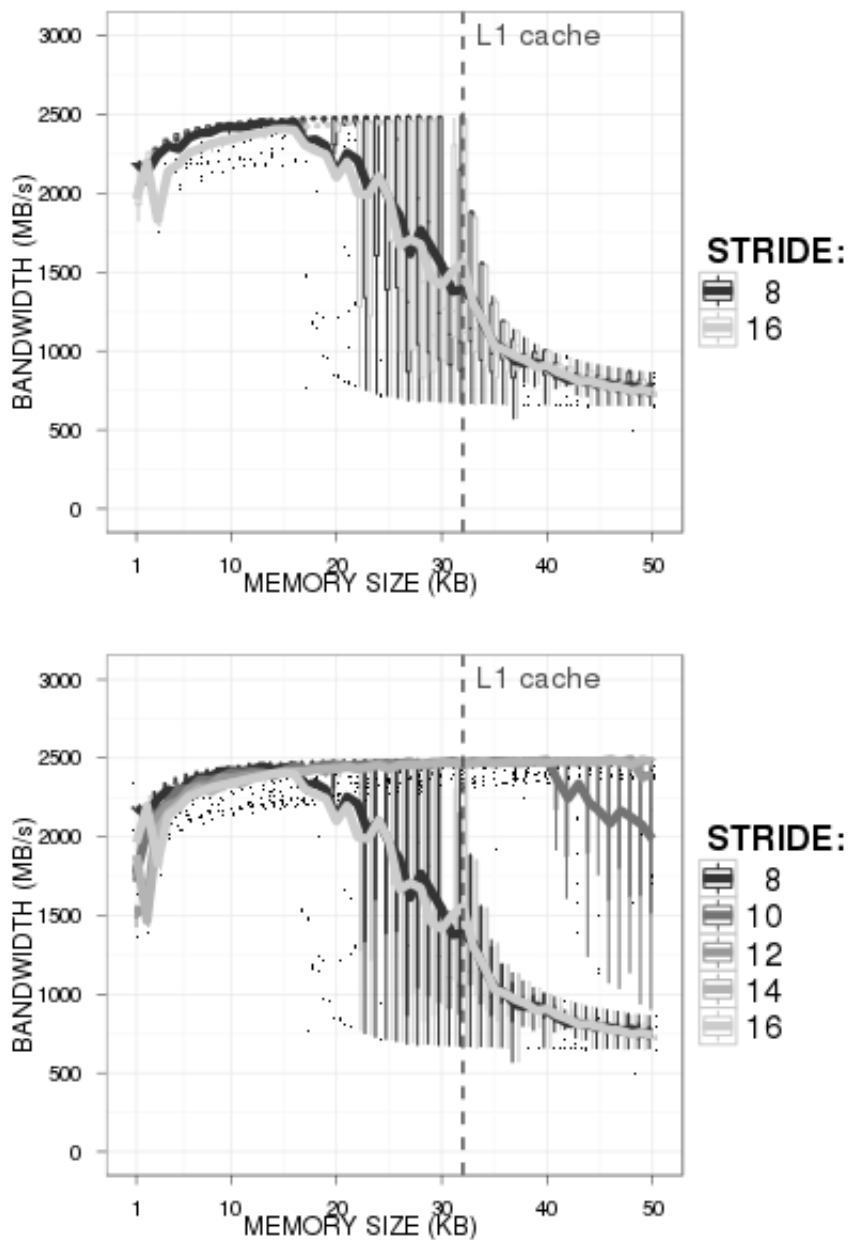 L1 cache
3000
2500
2000
1500
1000
500
0
BANDWIDTH (MB/s)
1 10 20 30 40 50
MEMORY SIZE (KB)
STRIDE:
8
16
L1 cache
3000
2500
2000
1500
1000
500
0
BANDWIDTH (MB/s)
1 10 20 30 40 50
MEMORY SIZE (KB)
STRIDE:
8
10
12
14
16